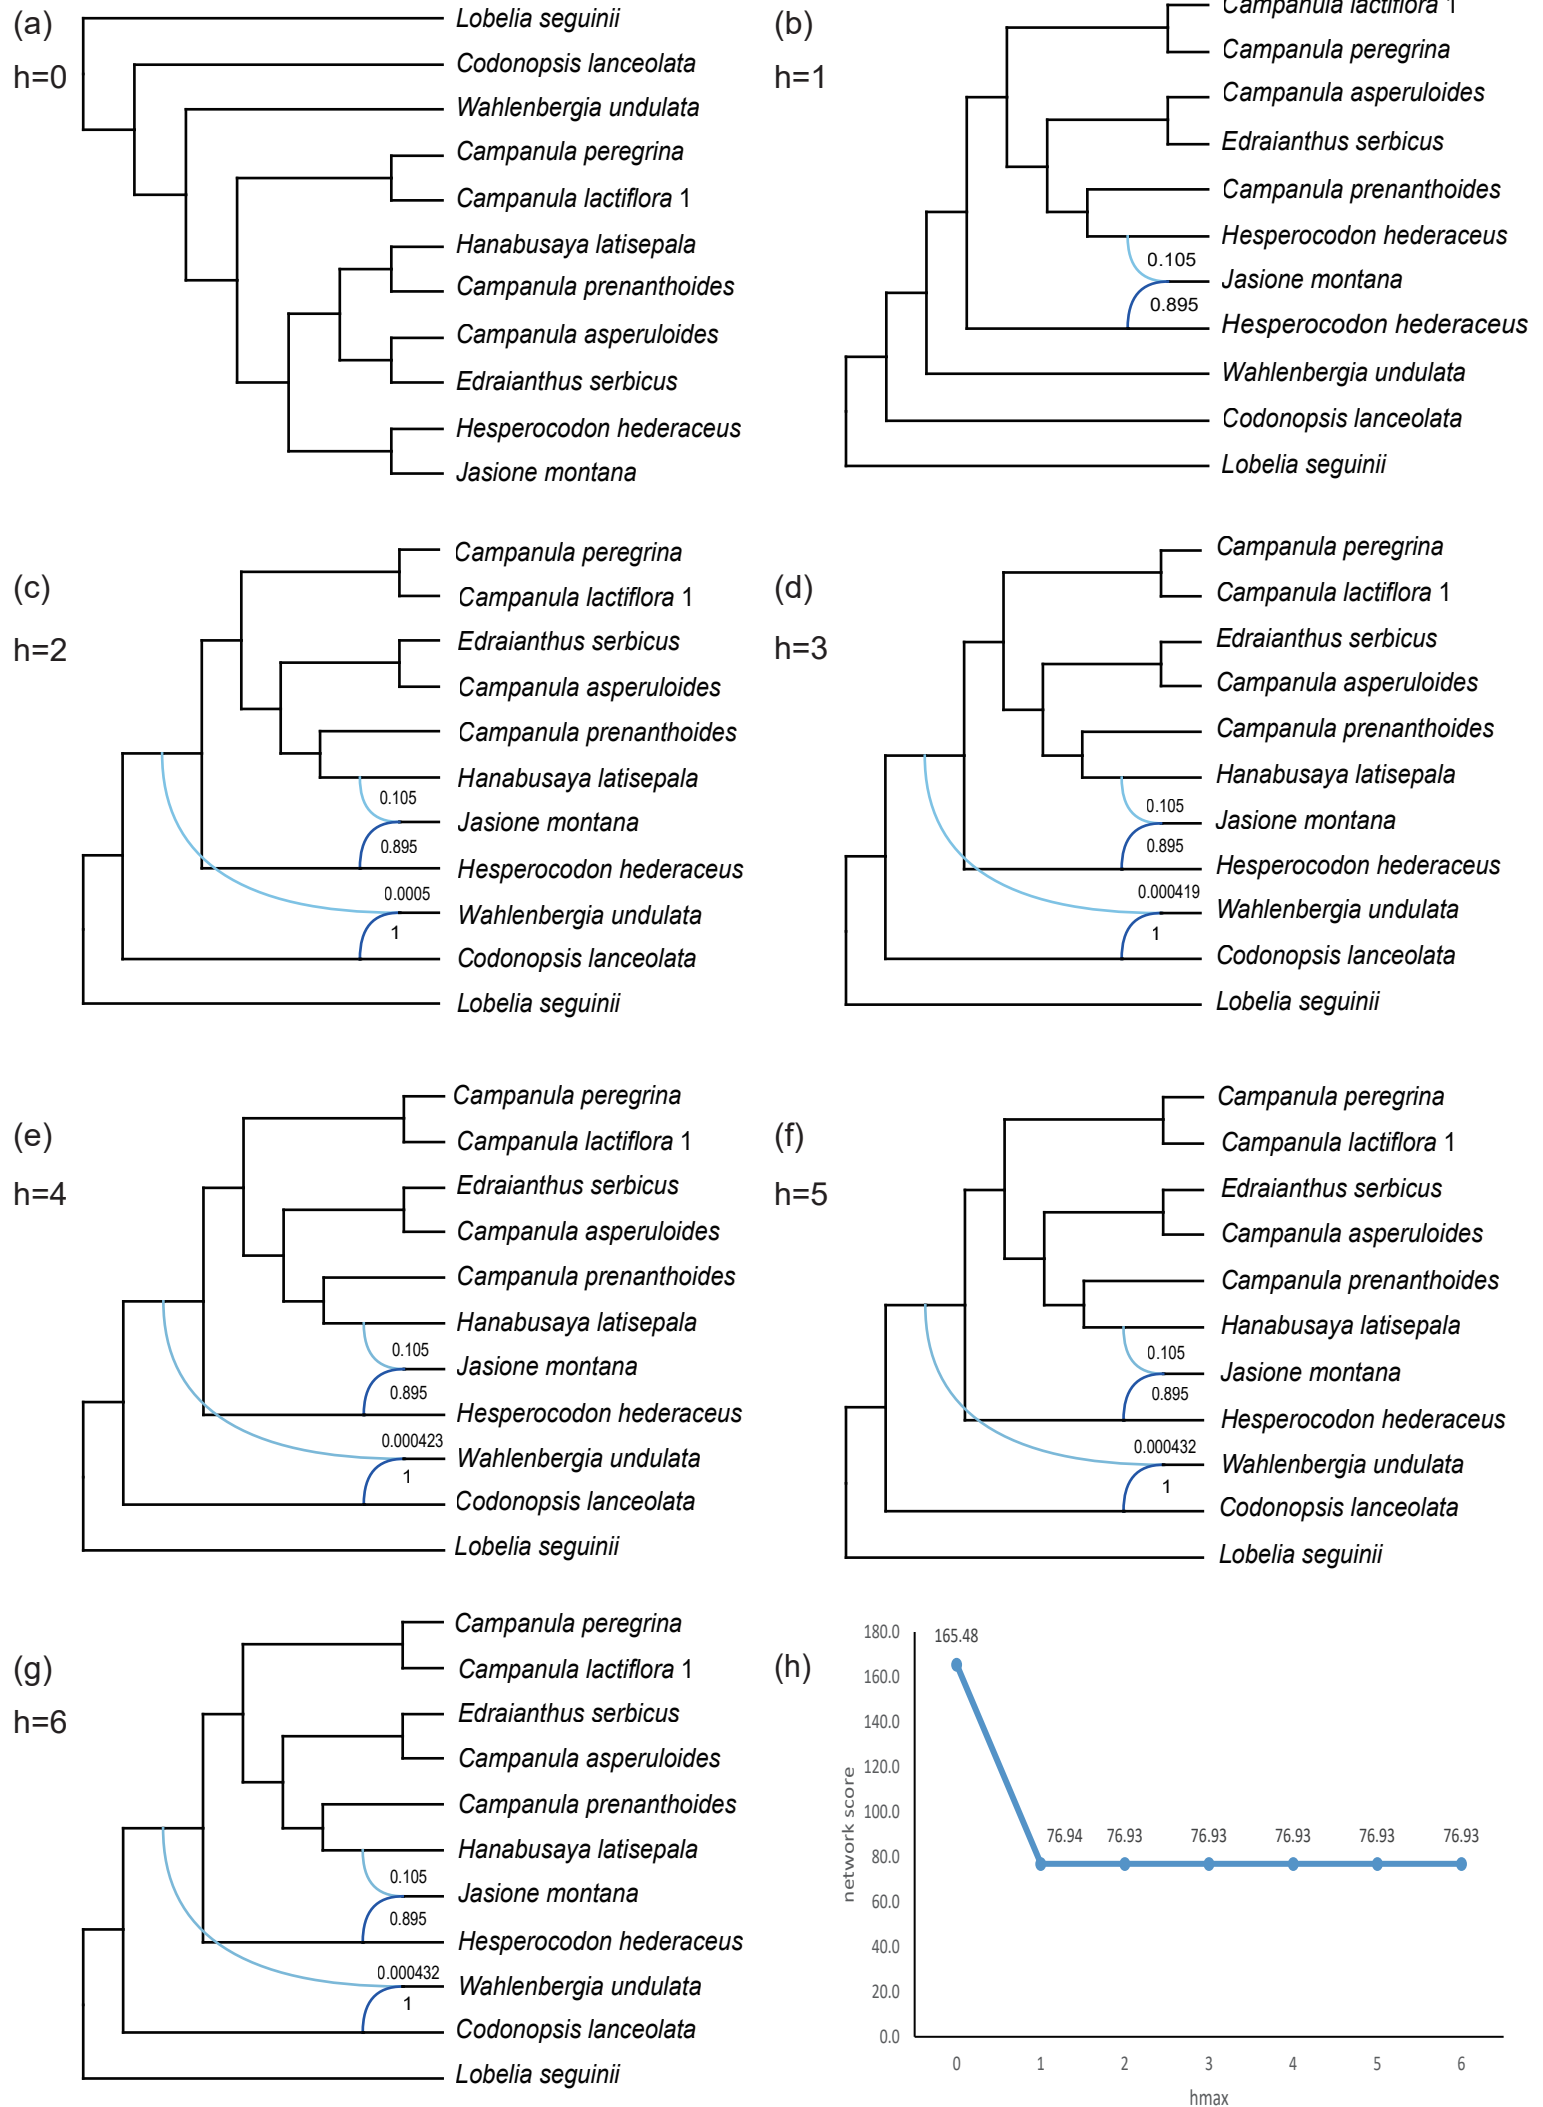 (a)
h=0
Lobelia seguinii
Codonopsis lanceolata
Wahlenbergia undulata
Campanula peregrina
Campanula lactiflora 1
Hanabusaya latisepala
Campanula prenanthoides
Campanula asperuloides
Edraianthus serbicus
Hesperocodon hederaceus
Jasione montana
(b)
h=1
Campanula lactiflora 1
Campanula peregrina
Campanula asperuloides
Edraianthus serbicus
Campanula prenanthoides
Hesperocodon hederaceus
0.105
Jasione montana
0.895
Hesperocodon hederaceus
Wahlenbergia undulata
Codonopsis lanceolata
Lobelia seguinii
(c)
h=2
Campanula peregrina
Campanula lactiflora 1
Edraianthus serbicus
Campanula asperuloides
Campanula prenanthoides
Hanabusaya latisepala
0.105
Jasione montana
0.895
Hesperocodon hederaceus
0.0005
Wahlenbergia undulata
1
Codonopsis lanceolata
Lobelia seguinii
(d)
h=3
Campanula peregrina
Campanula lactiflora 1
Edraianthus serbicus
Campanula asperuloides
Campanula prenanthoides
Hanabusaya latisepala
0.105
Jasione montana
0.895
Hesperocodon hederaceus
0.000419
Wahlenbergia undulata
1
Codonopsis lanceolata
Lobelia seguinii
(e)
h=4
Campanula peregrina
Campanula lactiflora 1
Edraianthus serbicus
Campanula asperuloides
Campanula prenanthoides
Hanabusaya latisepala
0.105
Jasione montana
0.895
Hesperocodon hederaceus
0.000423
Wahlenbergia undulata
1
Codonopsis lanceolata
Lobelia seguinii
(f)
h=5
Campanula peregrina
Campanula lactiflora 1
Edraianthus serbicus
Campanula asperuloides
Campanula prenanthoides
Hanabusaya latisepala
0.105
Jasione montana
0.895
Hesperocodon hederaceus
0.000432
Wahlenbergia undulata
1
Codonopsis lanceolata
Lobelia seguinii
(g)
h=6
Campanula peregrina
Campanula lactiflora 1
Edraianthus serbicus
Campanula asperuloides
Campanula prenanthoides
Hanabusaya latisepala
0.105
Jasione montana
0.895
Hesperocodon hederaceus
0.000432
Wahlenbergia undulata
1
Codonopsis lanceolata
Lobelia seguinii
(h)
network score
180.0
160.0
140.0
120.0
100.0
80.0
60.0
40.0
20.0
0.0
165.48
76.94 76.93 76.93 76.93 76.93 76.93
0 1 2 3 4 5 6
hmax